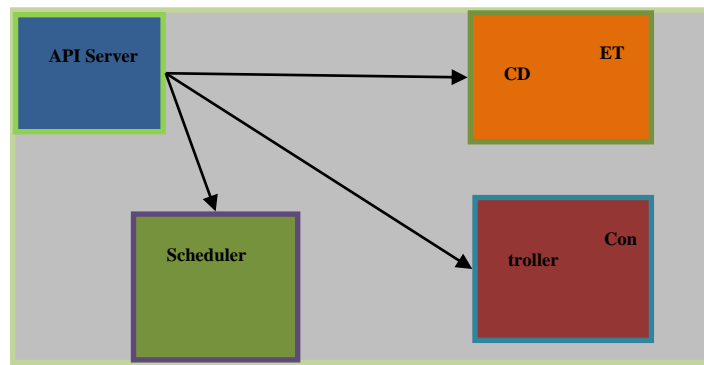 API Server
ET
CD
Scheduler
Con
troller